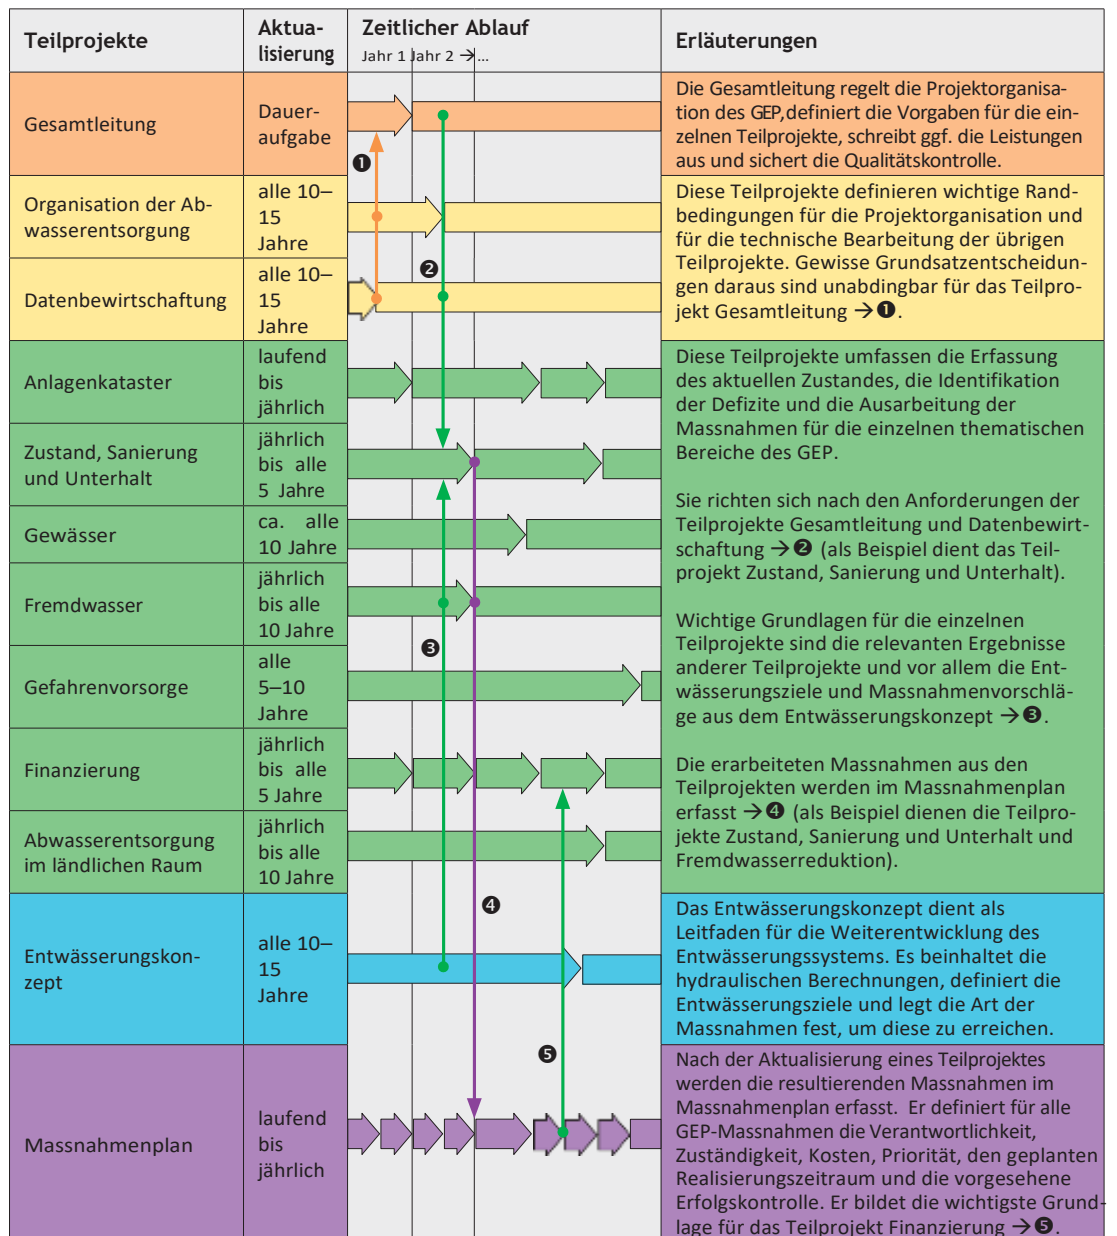 Teilprojekte
Aktua-
lisierung
Zeitlicher Ablauf
Jahr 1 Jahr 2 →...
Erläuterungen
Gesamtleitung
Dauer-
aufgabe
❶
Die Gesamtleitung regelt die Projektorganisa-
tion des GEP, definiert die Vorgaben für die ein-
zelnen Teilprojekte, schreibt ggf. die Leistungen
aus und sichert die Qualitätskontrolle.
Organisation der Ab-
wasserentsorgung
alle 10–
15
Jahre
❷
Datenbewirtschaftung
alle 10–
15
Jahre
Diese Teilprojekte definieren wichtige Rand-
bedingungen für die Projektorganisation und
für die technische Bearbeitung der übrigen
Teilprojekte. Gewisse Grundsatzentscheidun-
gen daraus sind unabdingbar für das Teilpro-
jekt Gesamtleitung →❶.
Anlagenkataster
laufend
bis
jährlich
Zustand, Sanierung
und Unterhalt
jährlich
bis alle
5 Jahre
Gewässer
ca. alle
10 Jahre
Fremdwasser
jährlich
bis alle
10 Jahre
❸
Gefahrenvorsorge
alle
5–10
Jahre
Finanzierung
jährlich
bis alle
5 Jahre
Abwasserentsorgung
im ländlichen Raum
jährlich
bis alle
10 Jahre
Diese Teilprojekte umfassen die Erfassung
des aktuellen Zustandes, die Identifikation
der Defizite und die Ausarbeitung der
Massnahmen für die einzelnen thematischen
Bereiche des GEP.
Sie richten sich nach den Anforderungen der
Teilprojekte Gesamtleitung und Datenbewirt-
schaftung →❷ (als Beispiel dient das Teil-
projekt Zustand, Sanierung und Unterhalt).
Wichtige Grundlagen für die einzelnen
Teilprojekte sind die relevanten Ergebnisse
anderer Teilprojekte und vor allem die Ent-
wässerungsziele und Massnahmenvorschlä-
ge aus dem Entwässerungskonzept →❸.
Die erarbeiteten Massnahmen aus den
Teilprojekten werden im Massnahmenplan
erfasst →❹ (als Beispiel dienen die Teilpro-
jekte Zustand, Sanierung und Unterhalt und
Fremdwasserreduktion).
❹
Entwässerungskon-
zept
alle 10–
15
Jahre
Das Entwässerungskonzept dient als
Leitfaden für die Weiterentwicklung des
Entwässerungssystems. Es beinhaltet die
hydraulischen Berechnungen, definiert die
Entwässerungsziele und legt die Art der
Massnahmen fest, um diese zu erreichen.
❺
Massnahmenplan
laufend
bis
jährlich
Nach der Aktualisierung eines Teilprojektes
werden die resultierenden Massnahmen im
Massnahmenplan erfasst. Er definiert für alle
GEP-Massnahmen die Verantwortlichkeit,
Zuständigkeit, Kosten, Priorität, den geplanten
Realisierungszeitraum und die vorgesehene
Erfolgskontrolle. Er bildet die wichtigste Grund-
lage für das Teilprojekt Finanzierung →❺.